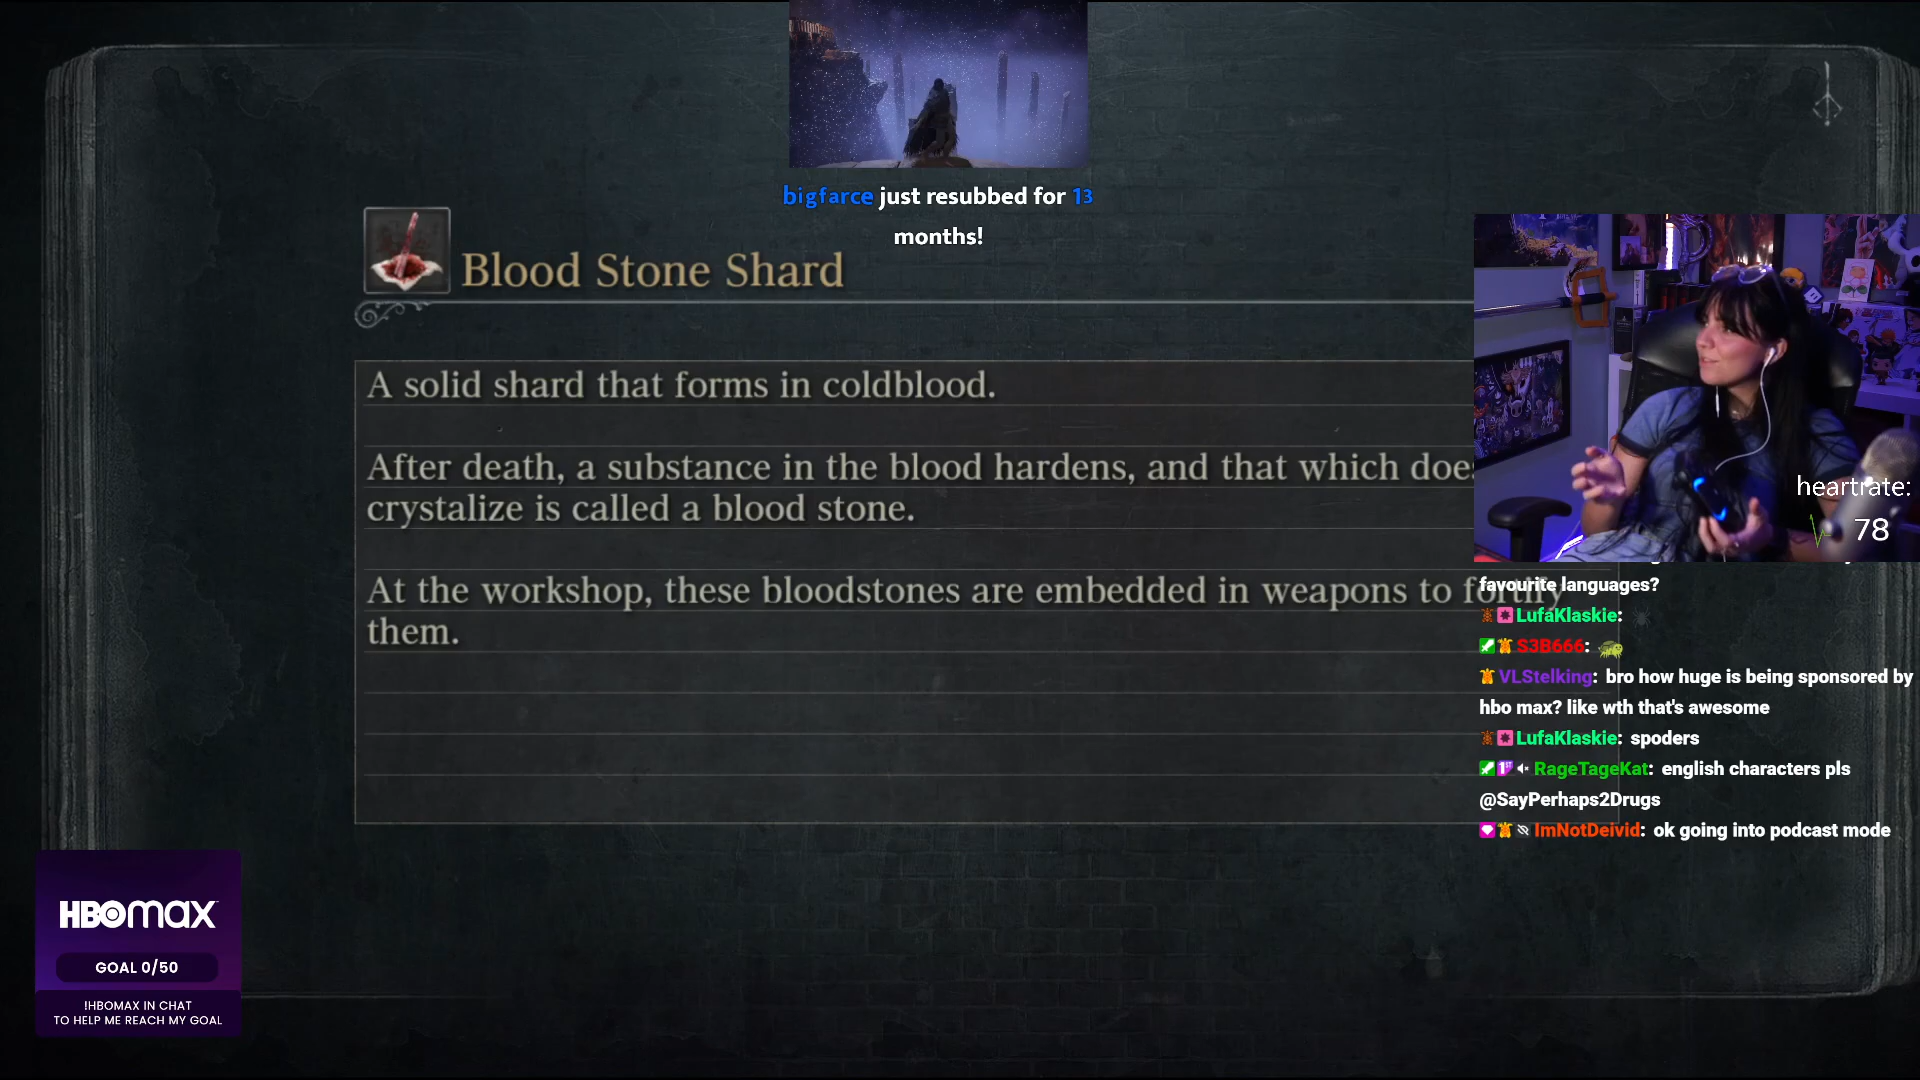 bigfarce just resubbed for 13
months!
Blood Stone Shard
A solid shard that forms in coldblood.
After death, a substance in the blood hardens, and that which
crystalize is called a blood stone.
At the workshop, these bloodstones are embedded in weapons to fortify
them.
heartrate:
78
favourite languages?
LufaKlaskie:
S3B666:
VLStelking: bro how huge is being sponsored by
hbo max? like wth that's awesome
LufaKlaskie: spoders
RageTageKat: english characters pls
@SayPerhaps2Drugs
ImNotDeivid: ok going into podcast mode
HBOmax
GOAL 0/50
!HBOMAX IN CHAT
TO HELP ME REACH MY GOAL